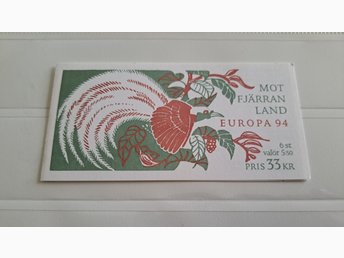 MOT
FJÄRRAN
LAND
EUROPA 94
6 st
valör 5.50
PRIS 33 KR